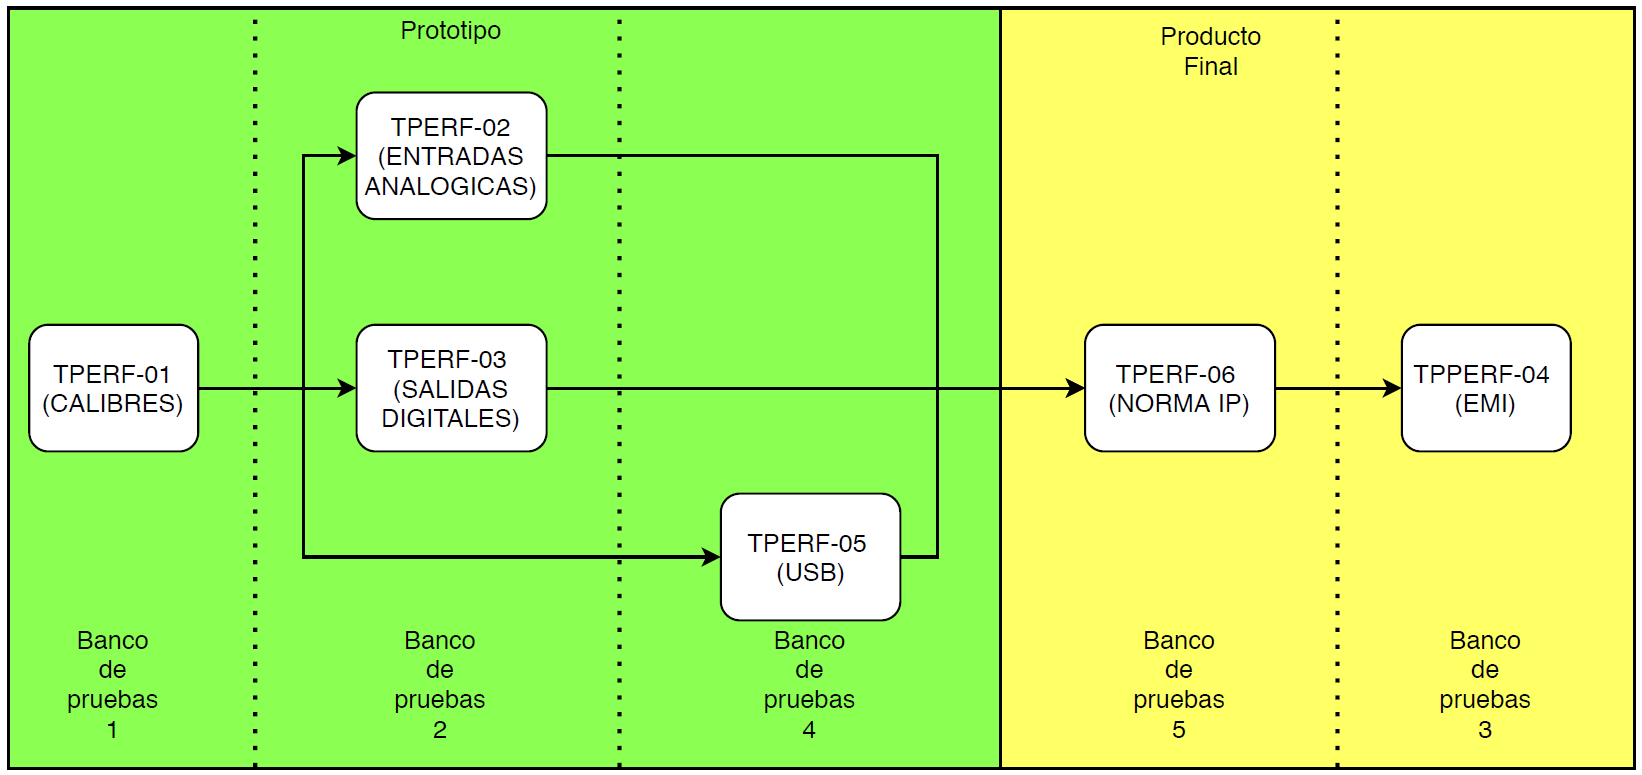 Prototipo
Producto
Final
TPERF-02
(ENTRADAS
ANALOGICAS)
TPERF-01
(CALIBRES)
TPERF-03
(SALIDAS
DIGITALES)
TPERF-06
(NORMA IP)
TPPERF-04
(EMI)
TPERF-05
(USB)
Banco
de
pruebas
1
Banco
de
pruebas
2
Banco
de
pruebas
4
Banco
de
pruebas
5
Banco
de
pruebas
3